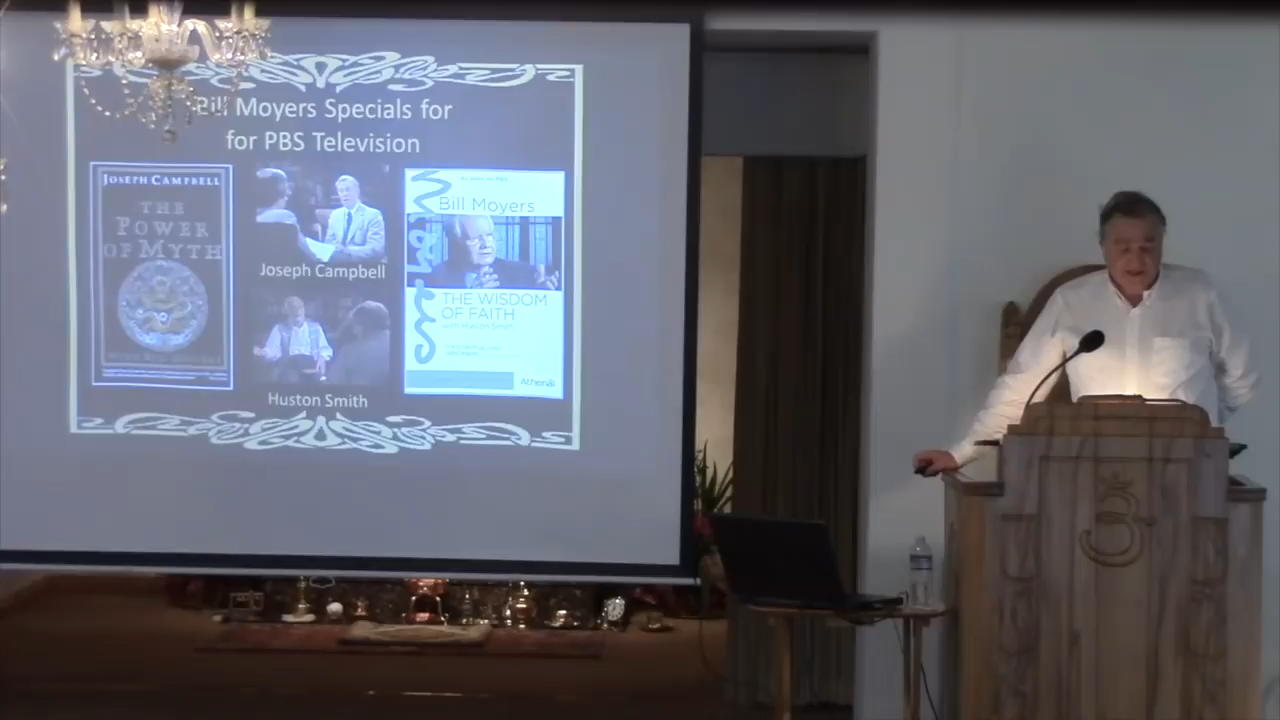 Bill Moyers Specials for
for PBS Television
JOSEPH CAMPBELL
THE
POWER
OF MYTH
Joseph Campbell
Huston Smith
Bill Moyers
THE WISDOM
OF FAITH
with Huston Smith
Athena
ॐ